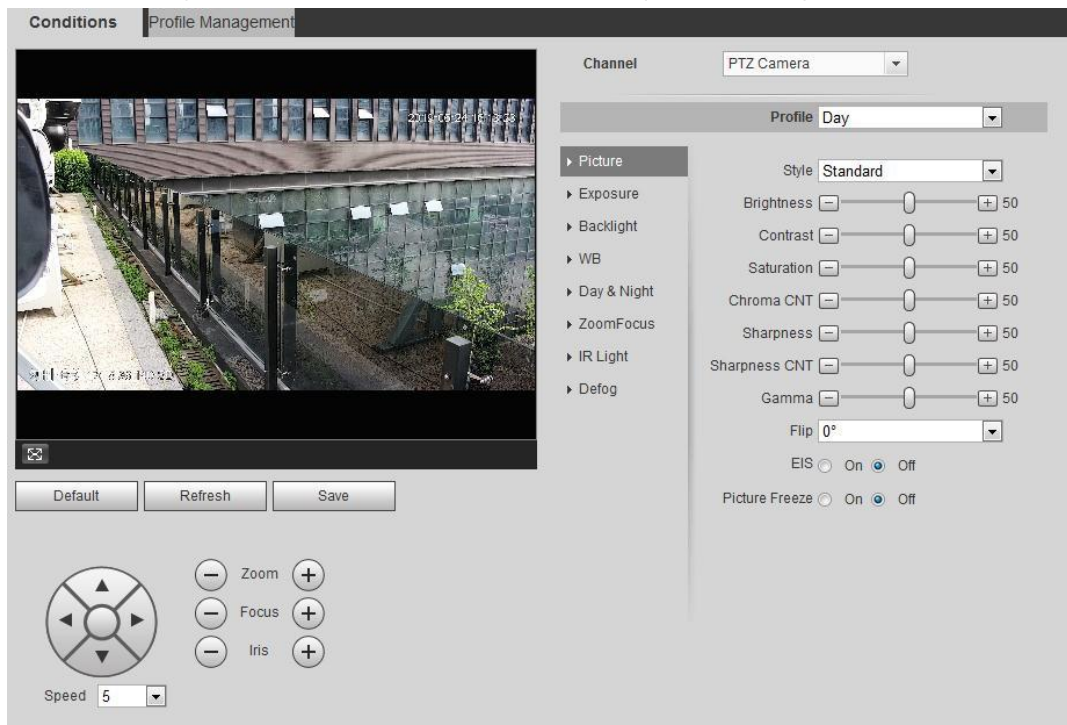 Conditions Profile Management
Channel PTZ Camera
Profile Day
Picture
Exposure
Backlight
WB
Day & Night
ZoomFocus
IR Light
Defog
Style Standard
Brightness 50
Contrast 50
Saturation 50
Chroma CNT 50
Sharpness 50
Sharpness CNT 50
Gamma 50
Flip 0°
EIS On Off
Picture Freeze On Off
Default Refresh Save
Zoom
Focus
Iris
Speed 5